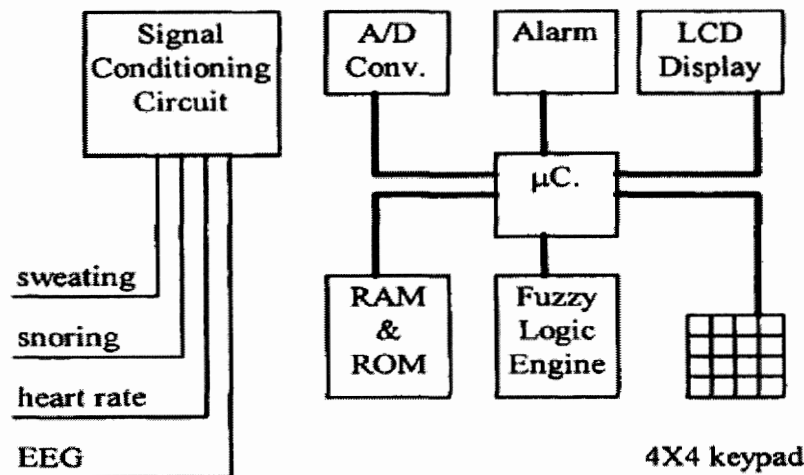 Signal
Conditioning
Circuit
A/D
Conv.
Alarm
LCD
Display
µC.
sweating
snoring
heart rate
EEG
RAM
&
ROM
Fuzzy
Logic
Engine
4X4 keypad